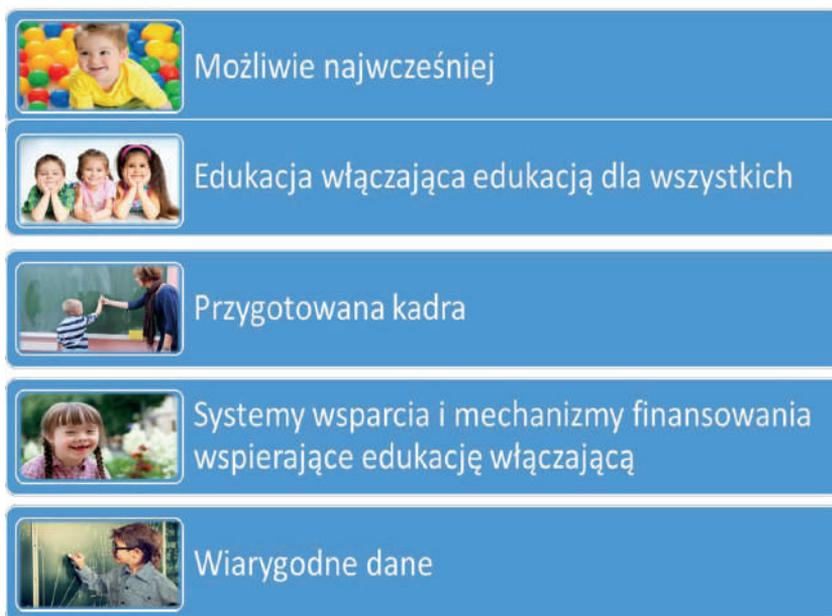 Możliwie najwcześniej
Edukacja włączająca edukacją dla wszystkich
Przygotowana kadra
Systemy wsparcia i mechanizmy finansowania
wspierające edukację włączającą
Wiarygodne dane